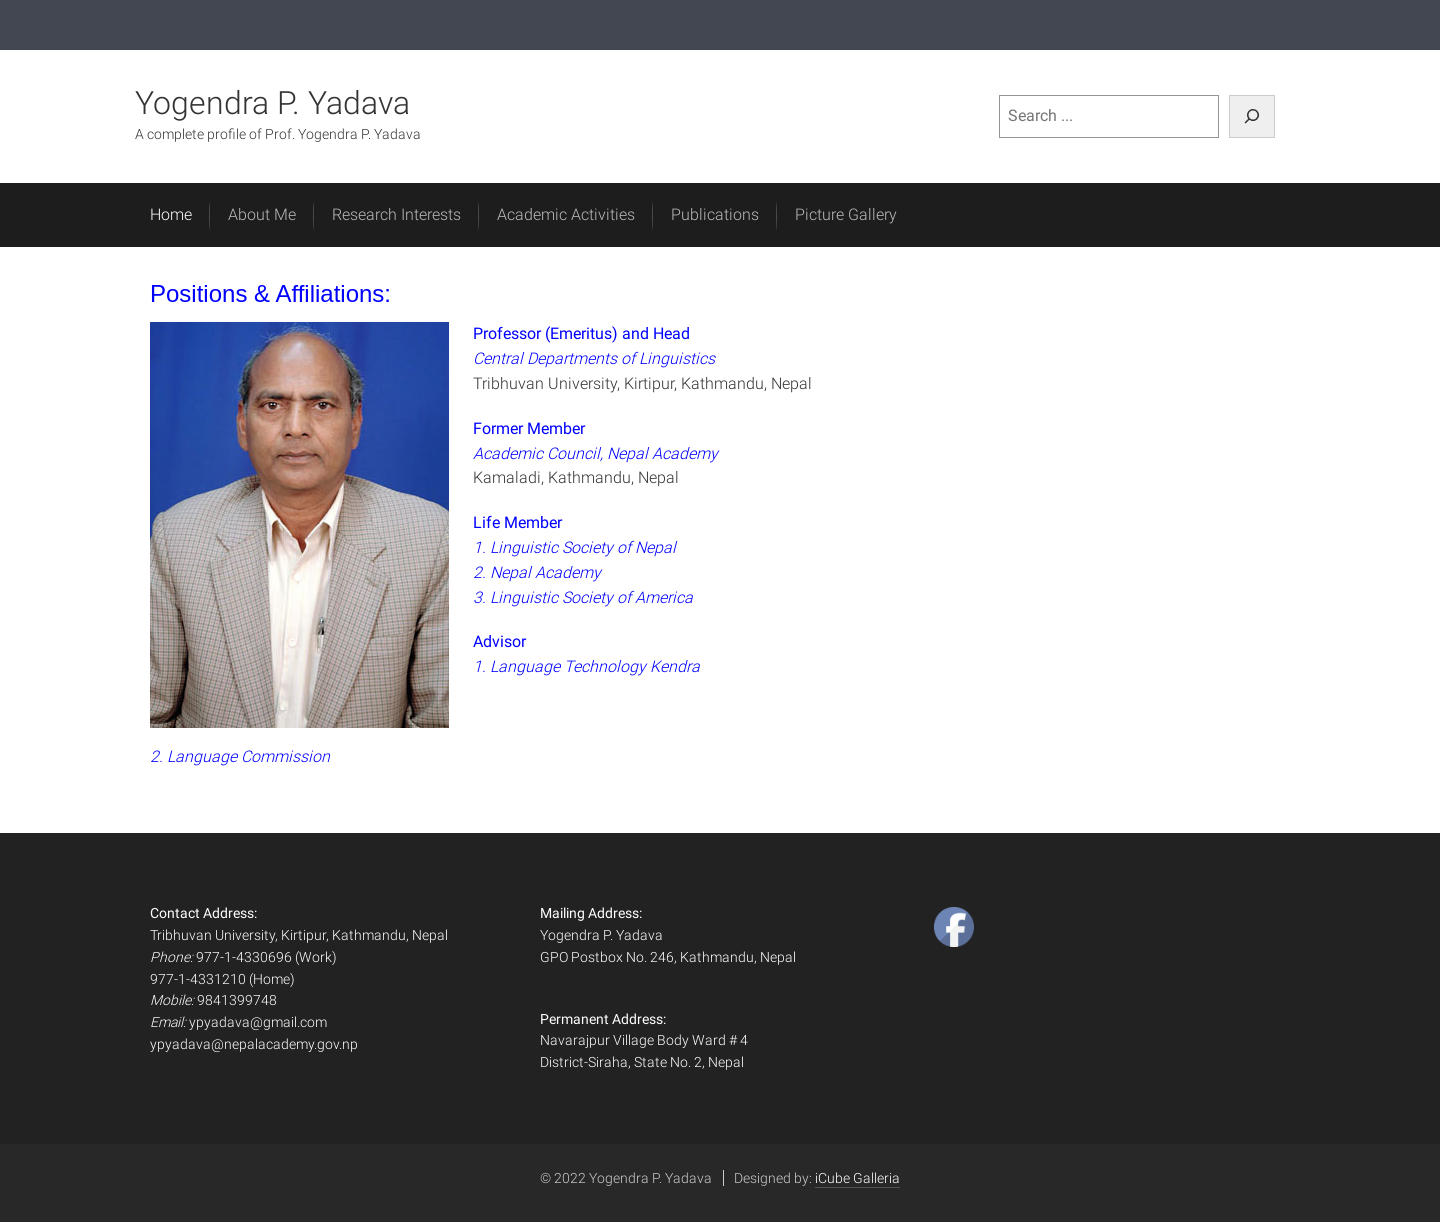 Yogendra P. Yadava
A complete profile of Prof. Yogendra P. Yadava
Search ...
Home
About Me
Research Interests
Academic Activities
Publications
Picture Gallery
Positions & Affiliations:
Professor (Emeritus) and Head
Central Departments of Linguistics
Tribhuvan University, Kirtipur, Kathmandu, Nepal
Former Member
Academic Council, Nepal Academy
Kamaladi, Kathmandu, Nepal
Life Member
1. Linguistic Society of Nepal
2. Nepal Academy
3. Linguistic Society of America
Advisor
1. Language Technology Kendra
2. Language Commission
Contact Address:
Tribhuvan University, Kirtipur, Kathmandu, Nepal
Phone: 977-1-4330696 (Work)
977-1-4331210 (Home)
Mobile: 9841399748
Email: ypyadava@gmail.com
ypyadava@nepalacademy.gov.np
Mailing Address:
Yogendra P. Yadava
GPO Postbox No. 246, Kathmandu, Nepal
Permanent Address:
Navarajpur Village Body Ward # 4
District-Siraha, State No. 2, Nepal
© 2022 Yogendra P. Yadava
Designed by: iCube Galleria